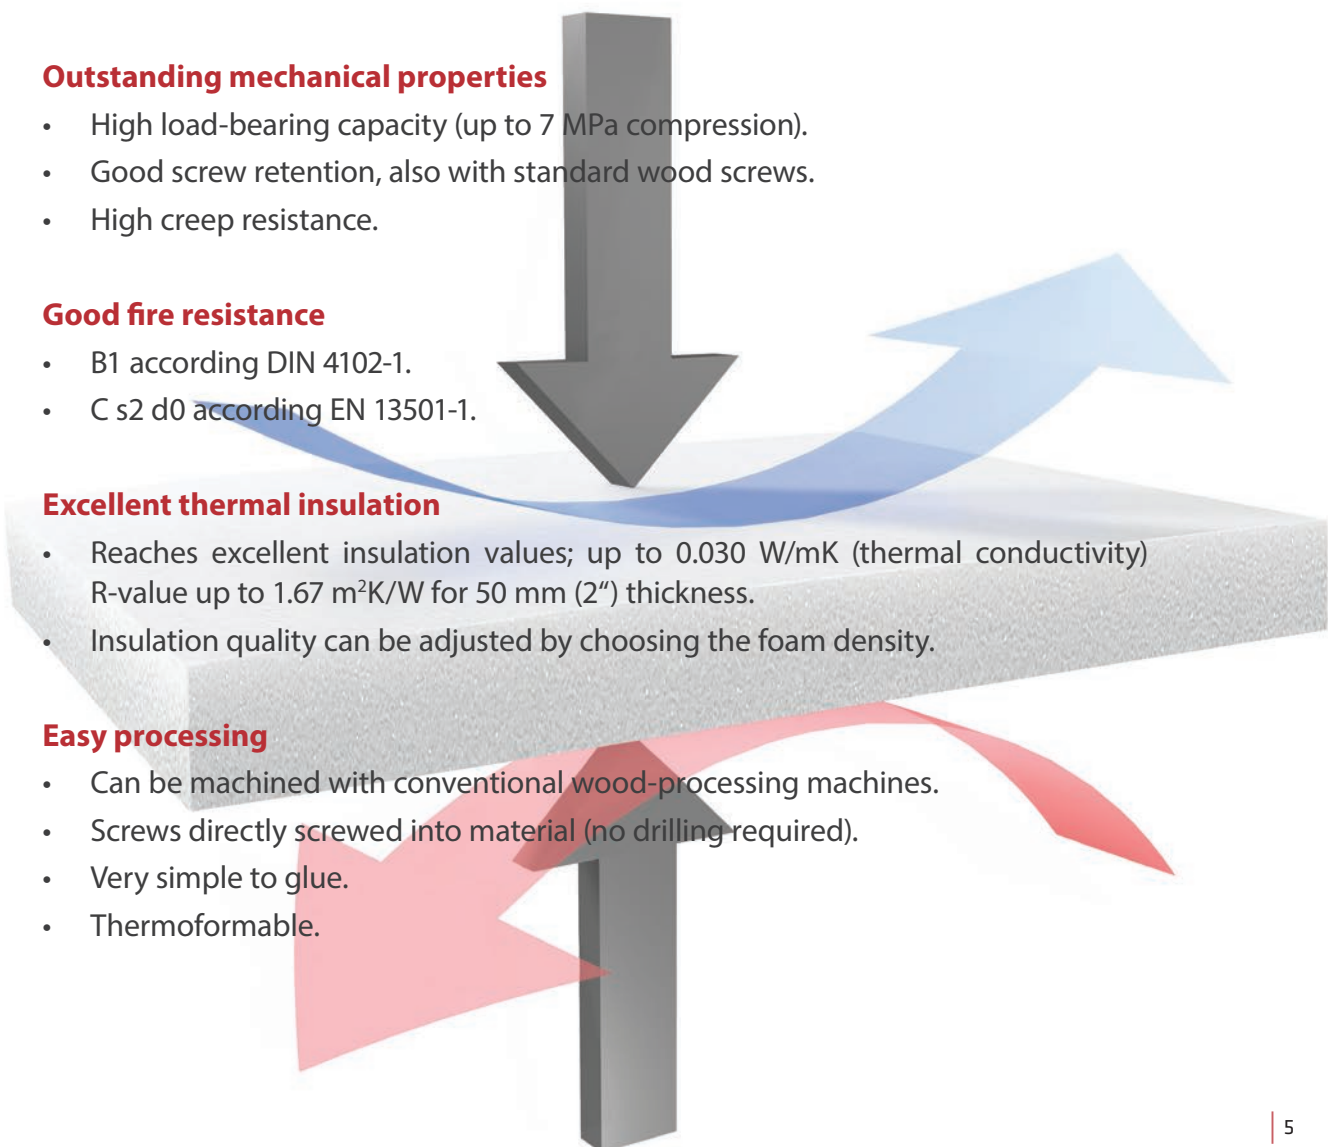 Outstanding mechanical properties
• High load-bearing capacity (up to 7 MPa compression).
• Good screw retention, also with standard wood screws.
• High creep resistance.
Good fire resistance
• B1 according DIN 4102-1.
• C s2 d0 according EN 13501-1.
Excellent thermal insulation
• Reaches excellent insulation values; up to 0.030 W/mK (thermal conductivity)
R-value up to 1.67 m²K/W for 50 mm (2“) thickness.
• Insulation quality can be adjusted by choosing the foam density.
Easy processing
• Can be machined with conventional wood-processing machines.
• Screws directly screwed into material (no drilling required).
• Very simple to glue.
• Thermoformable.
5